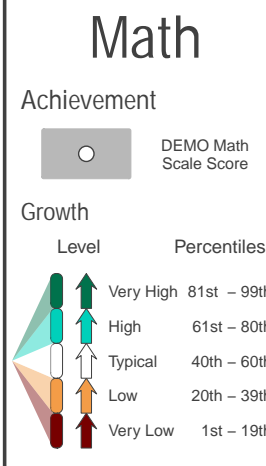 Math
Achievement
DEMO Math
Scale Score
Growth
Level Percentiles
Very High 81st – 99th
High 61st – 80th
Typical 40th – 60th
Low 20th – 39th
Very Low 1st – 19th